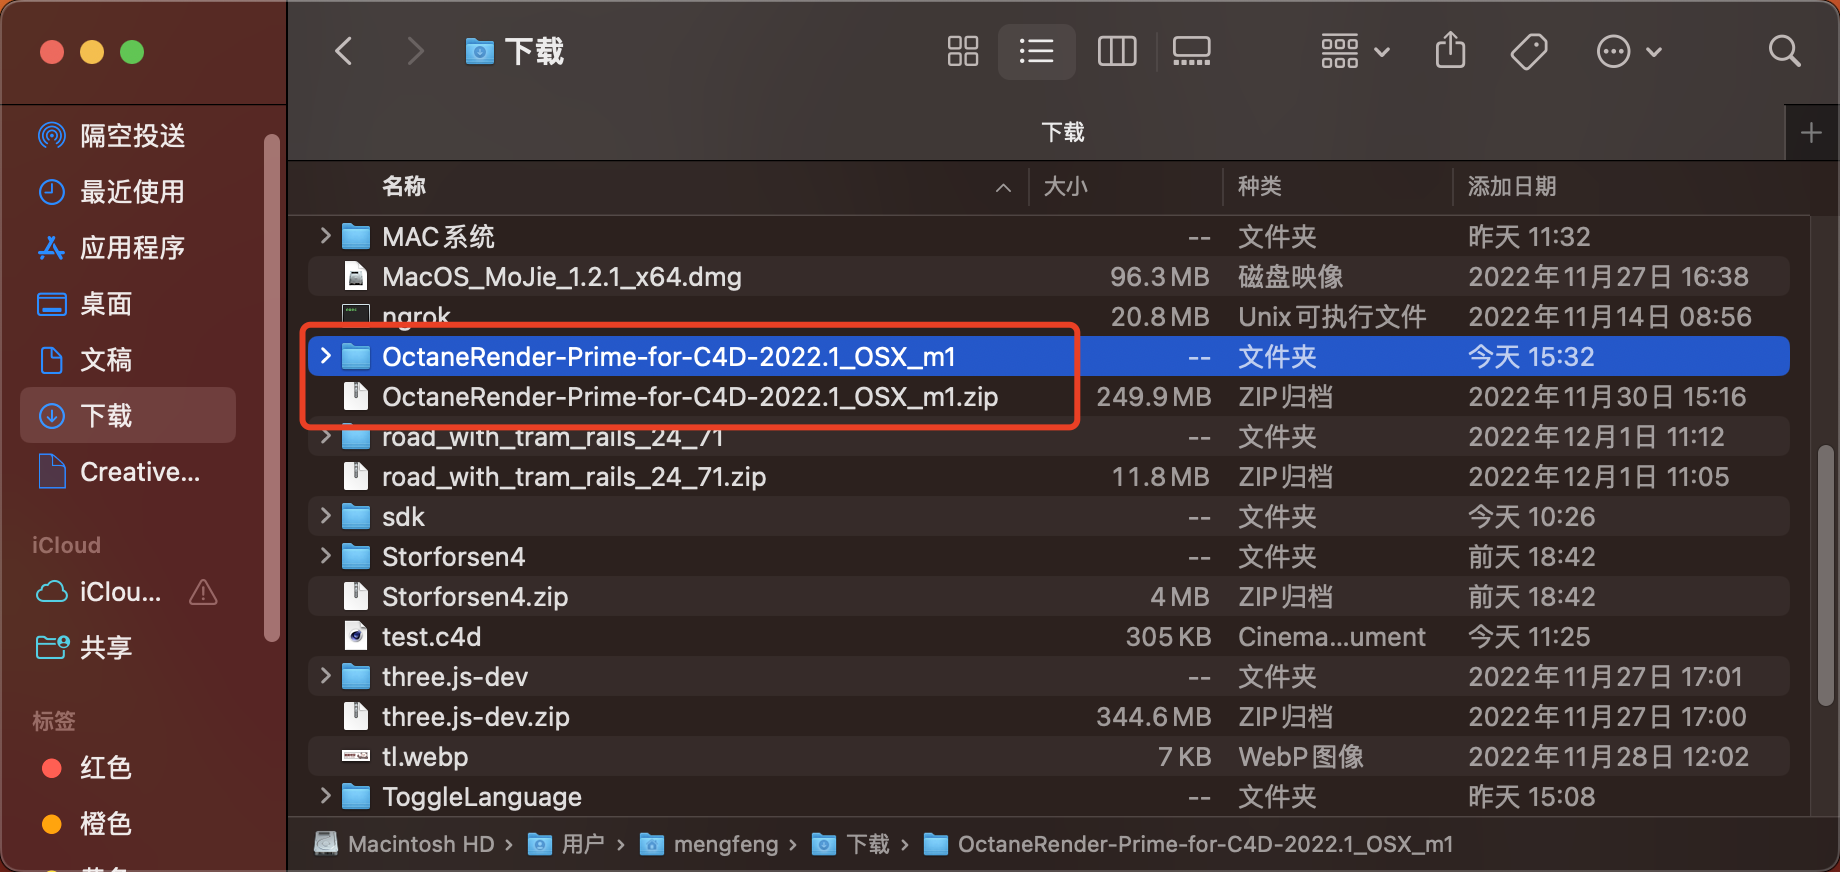 下载
下载
隔空投送
最近使用
应用程序
桌面
文稿
下载
Creative...
iCloud
iClou...
共享
标签
红色
橙色
名称 大小 种类 添加日期
MAC系统 -- 文件夹 昨天 11:32
MacOS_MoJie_1.2.1_x64.dmg 96.3 MB 磁盘映像 2022年11月27日 16:38
ngrok 20.8 MB Unix可执行文件 2022年11月14日 08:56
OctaneRender-Prime-for-C4D-2022.1_OSX_m1 -- 文件夹 今天 15:32
OctaneRender-Prime-for-C4D-2022.1_OSX_m1.zip 249.9 MB ZIP归档 2022年11月30日 15:16
road_with_tram_rails_24_71 -- 文件夹 2022年12月1日 11:12
road_with_tram_rails_24_71.zip 11.8 MB ZIP归档 2022年12月1日 11:05
sdk -- 文件夹 今天 10:26
Storforsen4 -- 文件夹 前天 18:42
Storforsen4.zip 4 MB ZIP归档 前天 18:42
test.c4d 305 KB Cinema...ument 今天 11:25
three.js-dev -- 文件夹 2022年11月27日 17:01
three.js-dev.zip 344.6 MB ZIP归档 2022年11月27日 17:00
tl.webp 7 KB WebP图像 2022年11月28日 12:02
ToggleLanguage -- 文件夹 昨天 15:08
Macintosh HD › 用户 › mengfeng › 下载 › OctaneRender-Prime-for-C4D-2022.1_OSX_m1